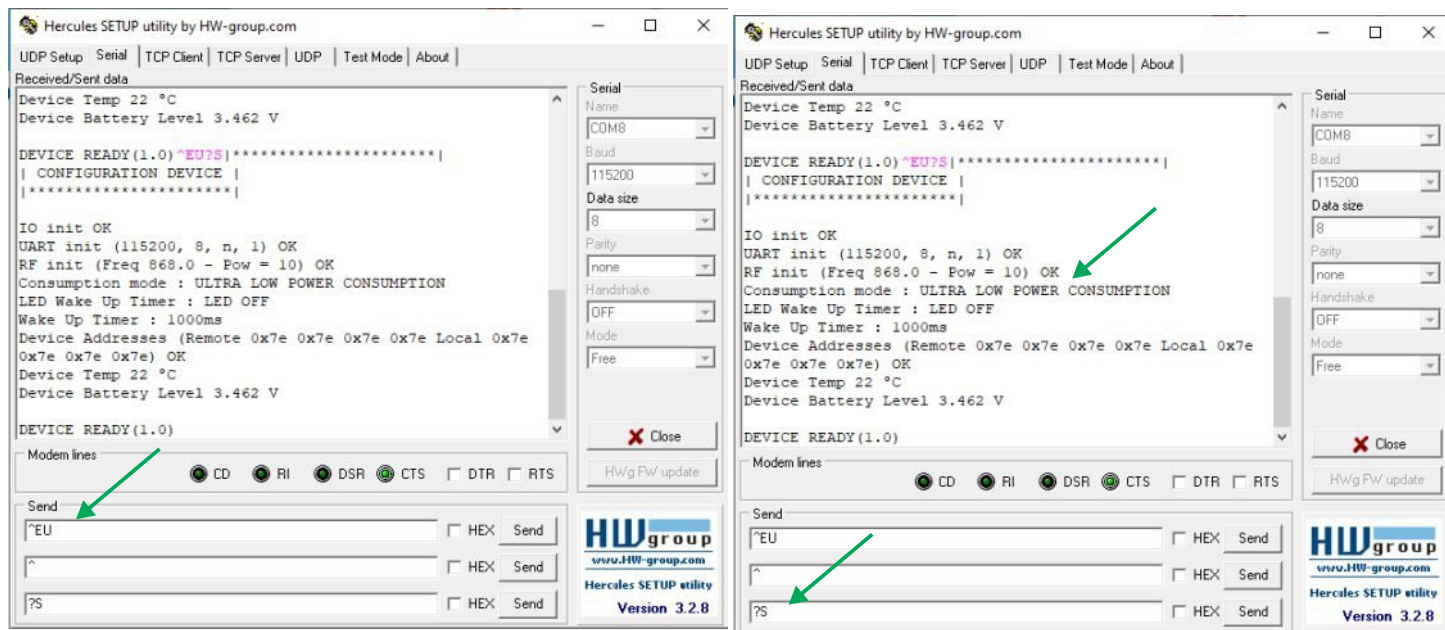 Hercules SETUP utility by HW-group.com
UDP Setup Serial TCP Client TCP Server UDP Test Mode About
Received/Sent data
Device Temp 22 °C
Device Battery Level 3.462 V
DEVICE READY(1.0)^EU?S|**********************|
| CONFIGURATION DEVICE |
|**********************|
IO init OK
UART init (115200, 8, n, 1) OK
RF init (Freq 868.0 - Pow = 10) OK
Consumption mode : ULTRA LOW POWER CONSUMPTION
LED Wake Up Timer : LED OFF
Wake Up Timer : 1000ms
Device Addresses (Remote 0x7e 0x7e 0x7e 0x7e Local 0x7e
0x7e 0x7e 0x7e) OK
Device Temp 22 °C
Device Battery Level 3.462 V
DEVICE READY(1.0)
Serial
Name
COM8
Baud
115200
Data size
8
Parity
none
Handshake
OFF
Mode
Free
Close
HWg FW update
Modem lines
CD RI DSR CTS DTR RTS
Send
^EU HEX Send
^ HEX Send
?S HEX Send
HWgroup
www.HW-group.com
Hercules SETUP utility
Version 3.2.8
Hercules SETUP utility by HW-group.com
UDP Setup Serial TCP Client TCP Server UDP Test Mode About
Received/Sent data
Device Temp 22 °C
Device Battery Level 3.462 V
DEVICE READY(1.0)^EU?S|**********************|
| CONFIGURATION DEVICE |
|**********************|
IO init OK
UART init (115200, 8, n, 1) OK
RF init (Freq 868.0 - Pow = 10) OK
Consumption mode : ULTRA LOW POWER CONSUMPTION
LED Wake Up Timer : LED OFF
Wake Up Timer : 1000ms
Device Addresses (Remote 0x7e 0x7e 0x7e 0x7e Local 0x7e
0x7e 0x7e 0x7e) OK
Device Temp 22 °C
Device Battery Level 3.462 V
DEVICE READY(1.0)
Serial
Name
COM8
Baud
115200
Data size
8
Parity
none
Handshake
OFF
Mode
Free
Close
HWg FW update
Modem lines
CD RI DSR CTS DTR RTS
Send
^EU HEX Send
^ HEX Send
?S HEX Send
HWgroup
www.HW-group.com
Hercules SETUP utility
Version 3.2.8